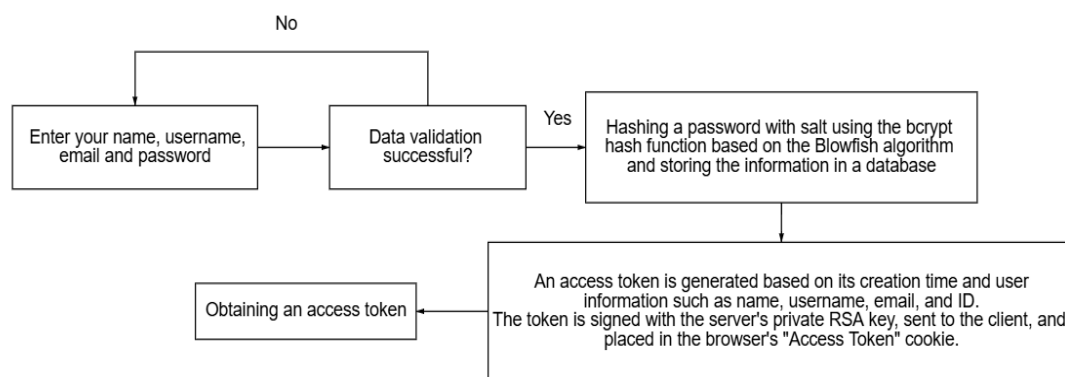 No
Enter your name, username,
email and password
Data validation
successful?
Yes
Hashing a password with salt using the bcrypt
hash function based on the Blowfish algorithm
and storing the information in a database
An access token is generated based on its creation time and user
information such as name, username, email, and ID.
The token is signed with the server's private RSA key, sent to the client, and
placed in the browser's "Access Token" cookie.
Obtaining an access token